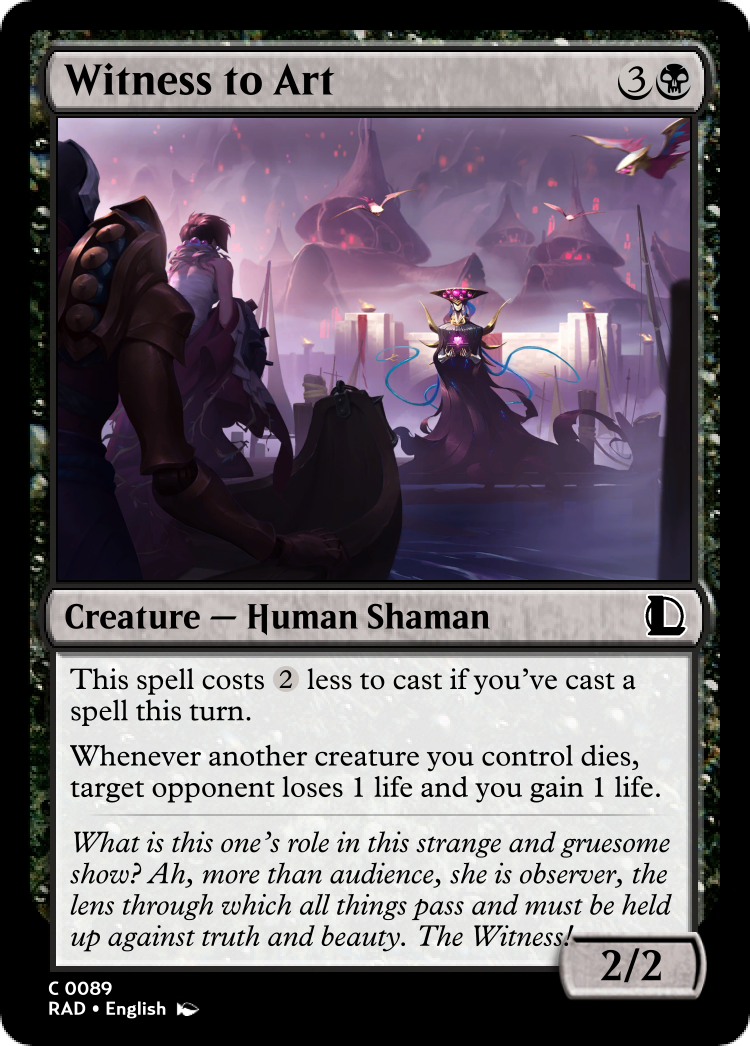 Witness to Art
3
Creature — Human Shaman
This spell costs 2 less to cast if you've cast a
spell this turn.
Whenever another creature you control dies,
target opponent loses 1 life and you gain 1 life.
What is this one's role in this strange and gruesome
show? Ah, more than audience, she is observer, the
lens through which all things pass and must be held
up against truth and beauty. The Witness!
2/2
C 0089
RAD • English